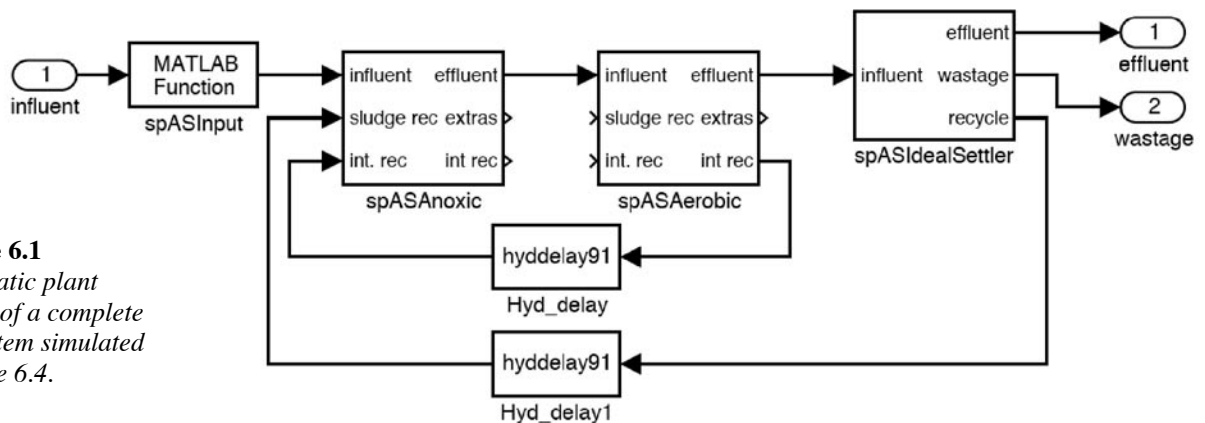 1
influent
MATLAB
Function
spASInput
influent effluent
sludge rec extras
int. rec int rec
spASAnoxic
influent effluent
sludge rec extras
int. rec int rec
spASAerobic
effluent
influent wastage
recycle
spASIdealSettler
1
effluent
2
wastage
hyddelay91
Hyd_delay
hyddelay91
Hyd_delay1
6.1
plant
of a complete
simulated
6.4.